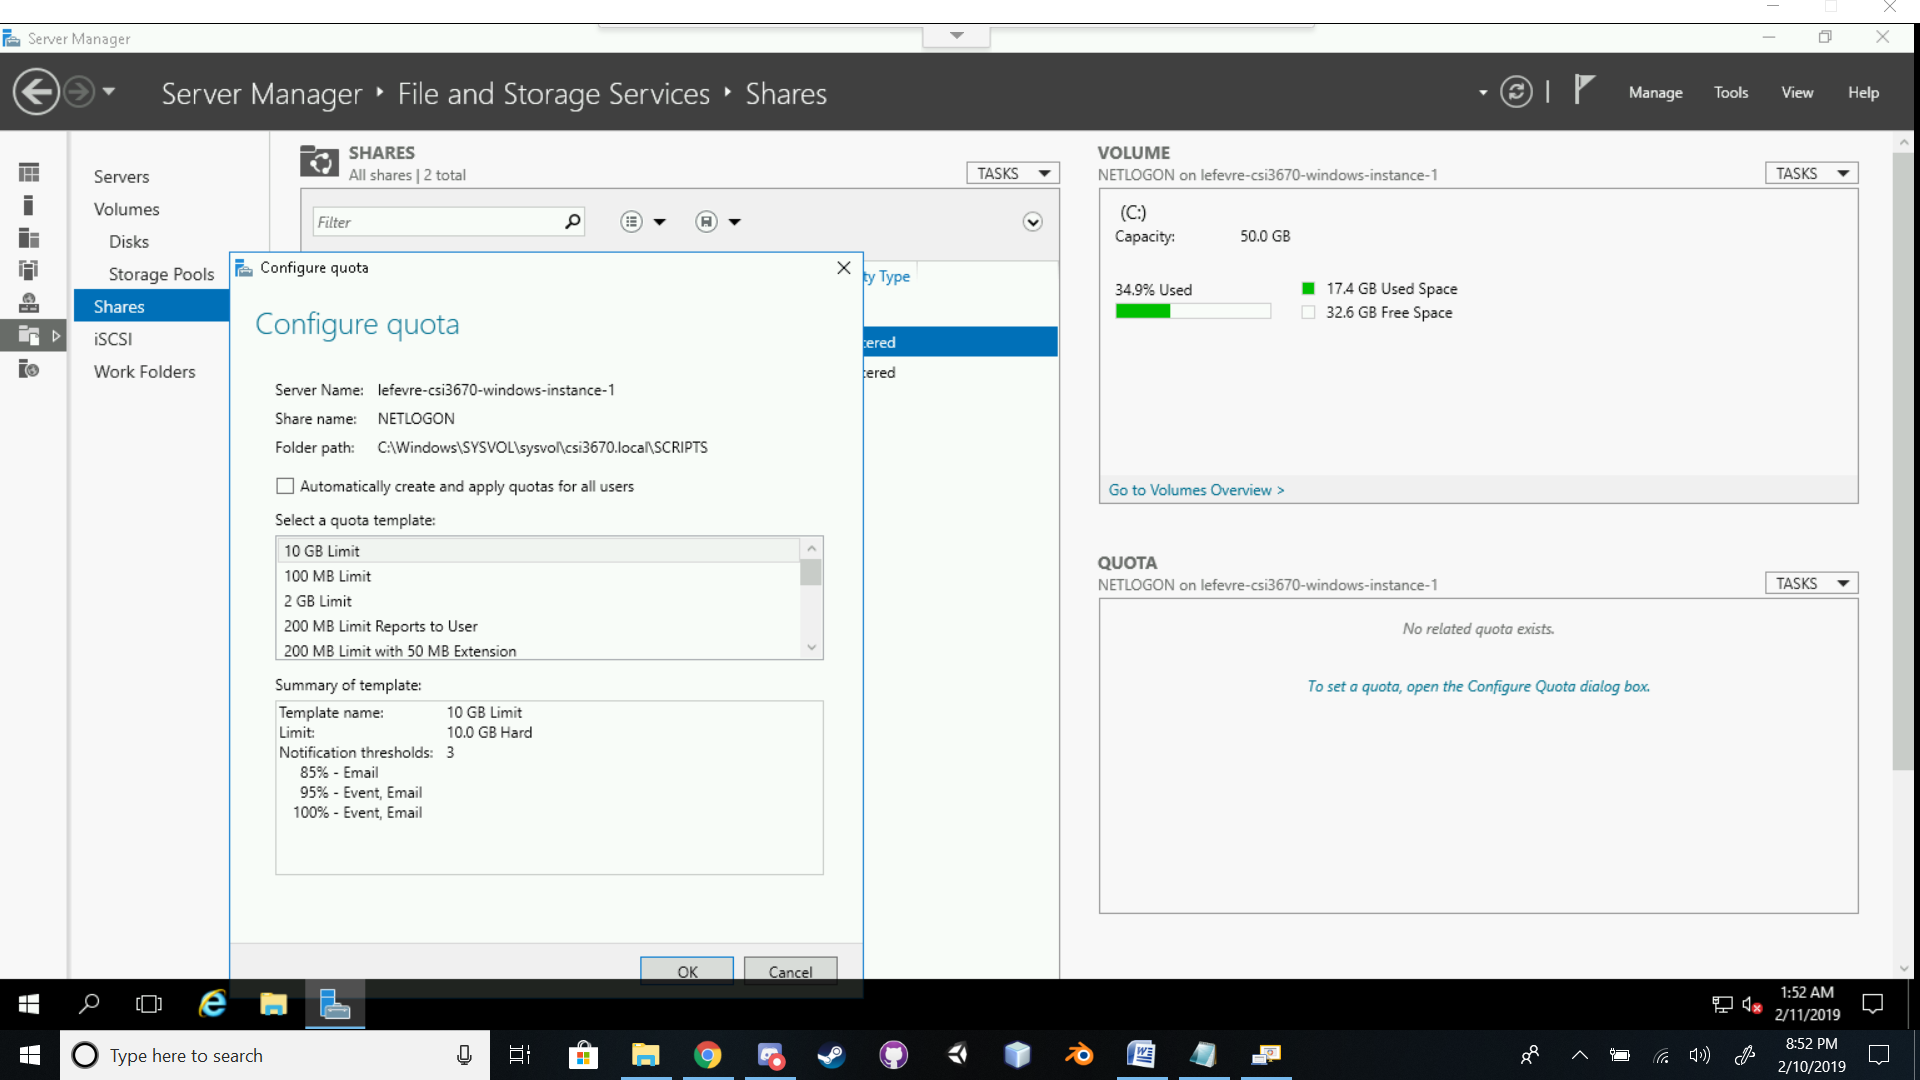 Server Manager
Server Manager ‣ File and Storage Services ‣ Shares
Manage Tools View Help
Servers
Volumes
Disks
Storage Pools
Shares
iSCSI
Work Folders
SHARES
All shares | 2 total
TASKS
Filter
ty Type
tered
tered
Configure quota
Configure quota
Server Name: lefevre-csi3670-windows-instance-1
Share name: NETLOGON
Folder path: C:\Windows\SYSVOL\sysvol\csi3670.local\SCRIPTS
Automatically create and apply quotas for all users
Select a quota template:
10 GB Limit
100 MB Limit
2 GB Limit
200 MB Limit Reports to User
200 MB Limit with 50 MB Extension
Summary of template:
Template name: 10 GB Limit
Limit: 10.0 GB Hard
Notification thresholds: 3
85% - Email
95% - Event, Email
100% - Event, Email
OK Cancel
VOLUME
NETLOGON on lefevre-csi3670-windows-instance-1
TASKS
(C:)
Capacity: 50.0 GB
34.9% Used
17.4 GB Used Space
32.6 GB Free Space
Go to Volumes Overview >
QUOTA
NETLOGON on lefevre-csi3670-windows-instance-1
TASKS
No related quota exists.
To set a quota, open the Configure Quota dialog box.
1:52 AM
2/11/2019
Type here to search
8:52 PM
2/10/2019